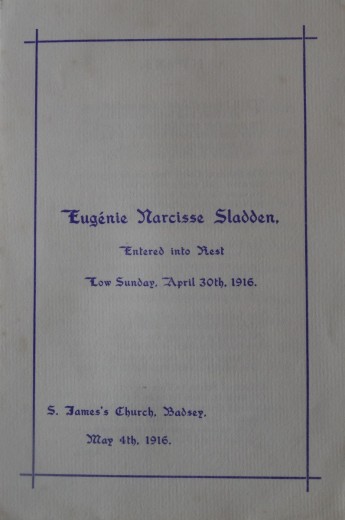 Eugénie Narcisse Sladden,
Entered into Rest
Low Sunday, April 30th, 1916.
S. James's Church, Badsey,
May 4th, 1916.